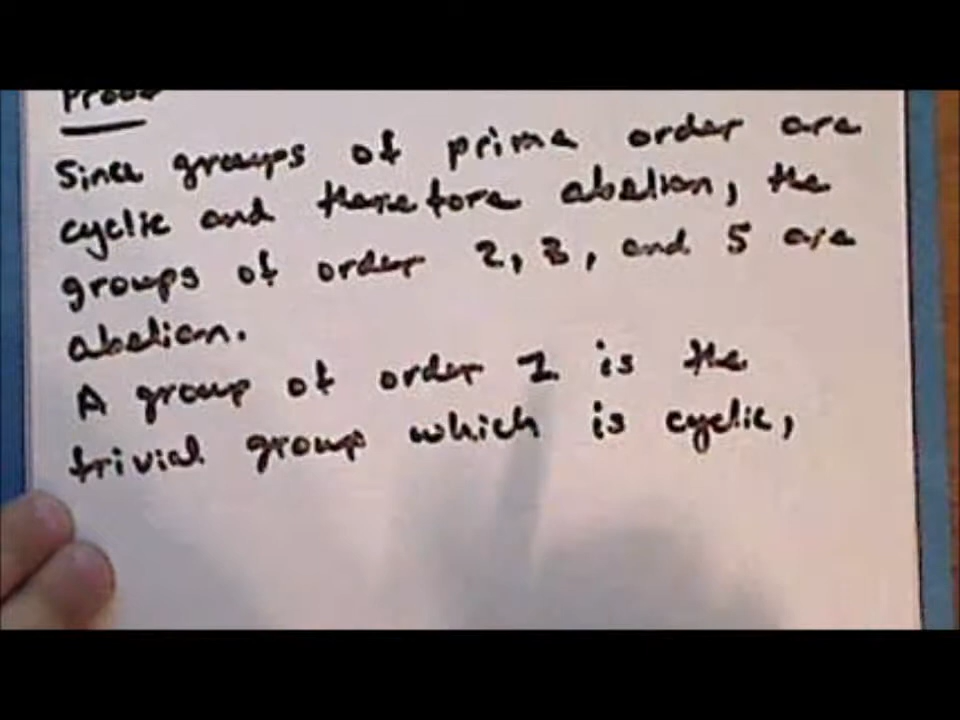 Proof
Since groups of prime order are
cyclic and therefore abelian, the
groups of order 2, 3, and 5 are
abelian.
A group of order 1 is the
trivial group which is cyclic,